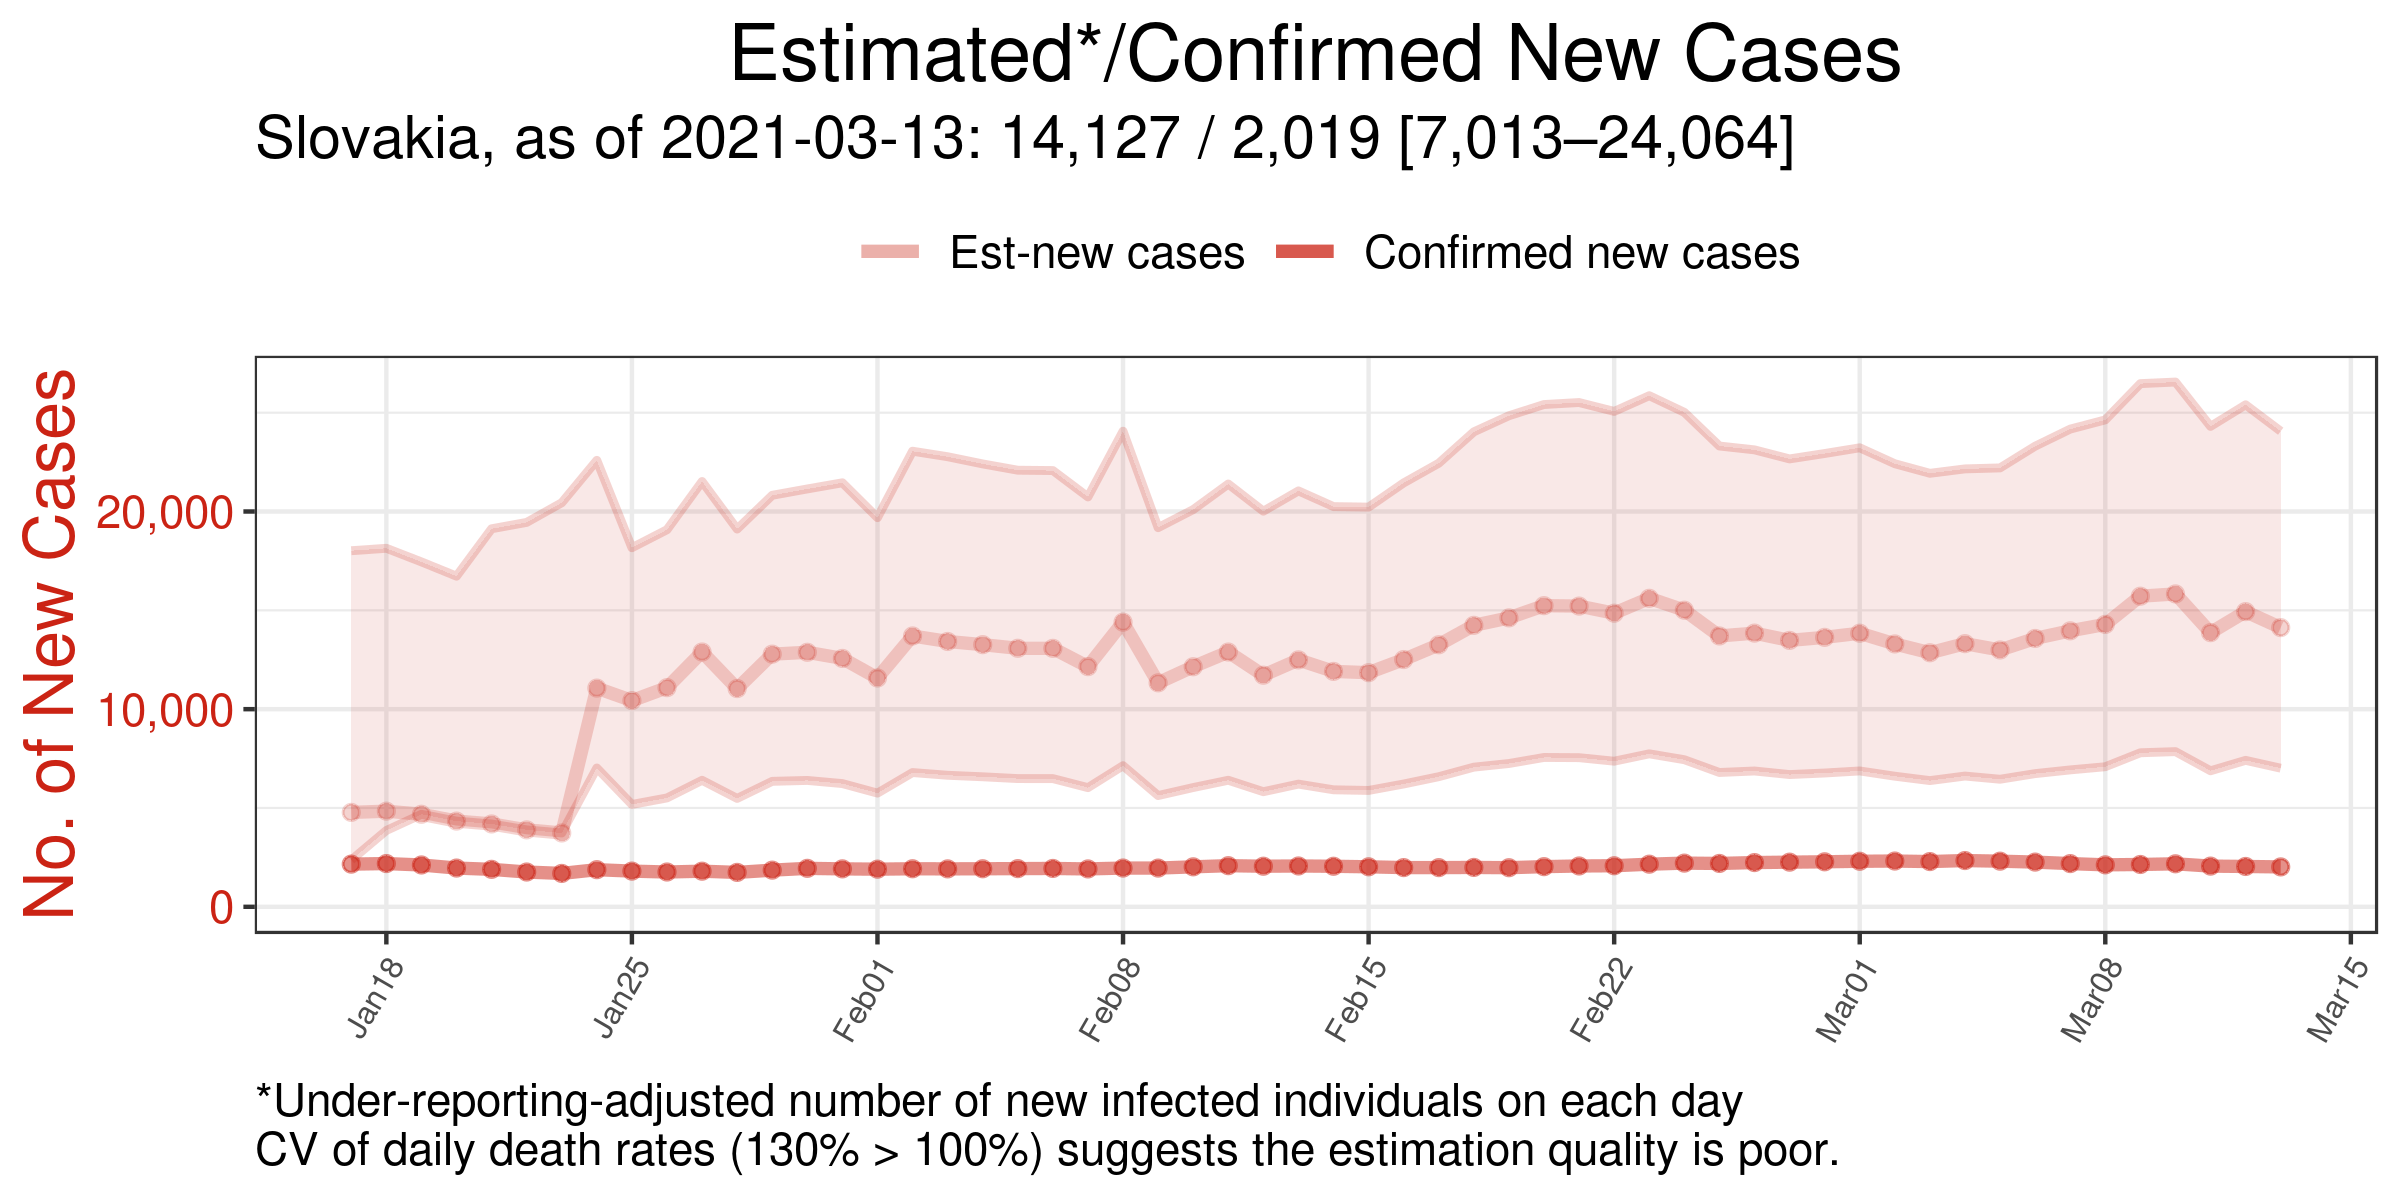 Estimated*/Confirmed New Cases
Slovakia, as of 2021-03-13: 14,127 / 2,019 [7,013–24,064]
Est-new cases
Confirmed new cases
No. of New Cases
20,000
10,000
0
Jan18
Jan25
Feb01
Feb08
Feb15
Feb22
Mar01
Mar08
Mar15
*Under-reporting-adjusted number of new infected individuals on each day
CV of daily death rates (130% > 100%) suggests the estimation quality is poor.